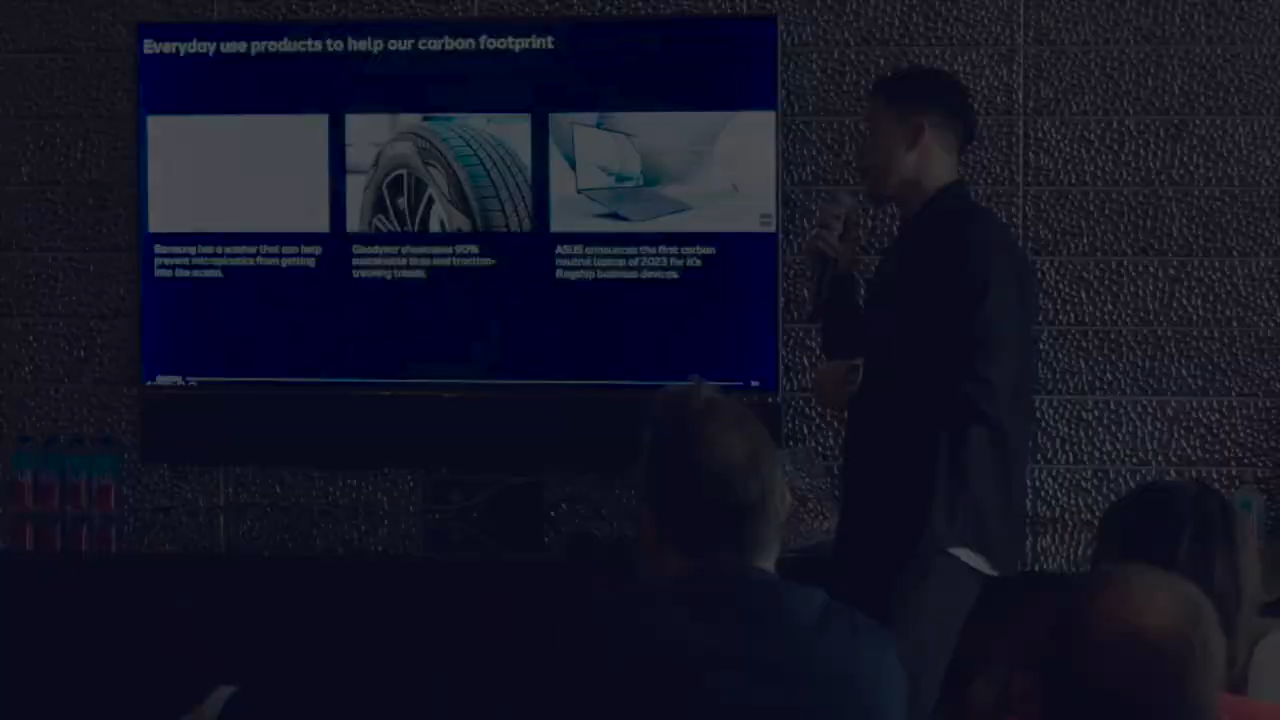 Everyday use products to help our carbon footprint
Samsung has a washer that can help
prevent microplastics from getting
into the ocean.
Goodyear showcases 90%
sustainable tires and traction-
tracking treads.
ASUS announces the first carbon
neutral laptop of 2023 for it's
flagship business devices.